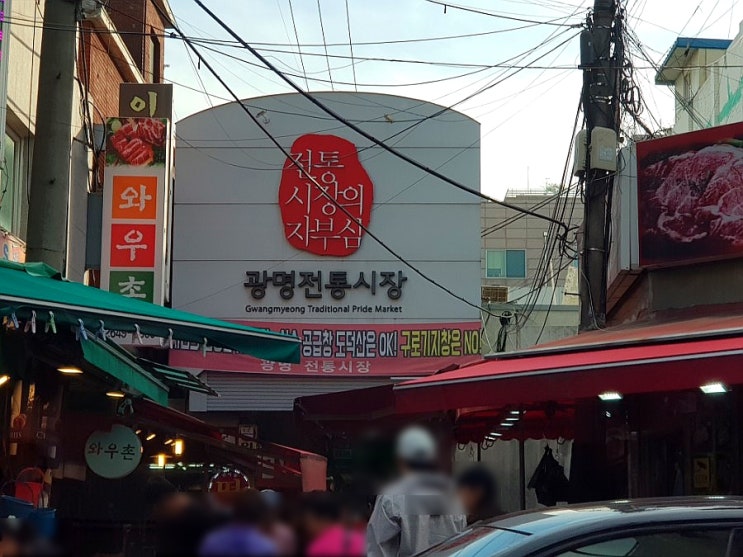 이
와
우
촌
전통
시장의
자부심
광명전통시장
Gwangmyeong Traditional Pride Market
공급창 도덕산은 OK! 구로기지창은 NO!
광명 전통시장
와우촌